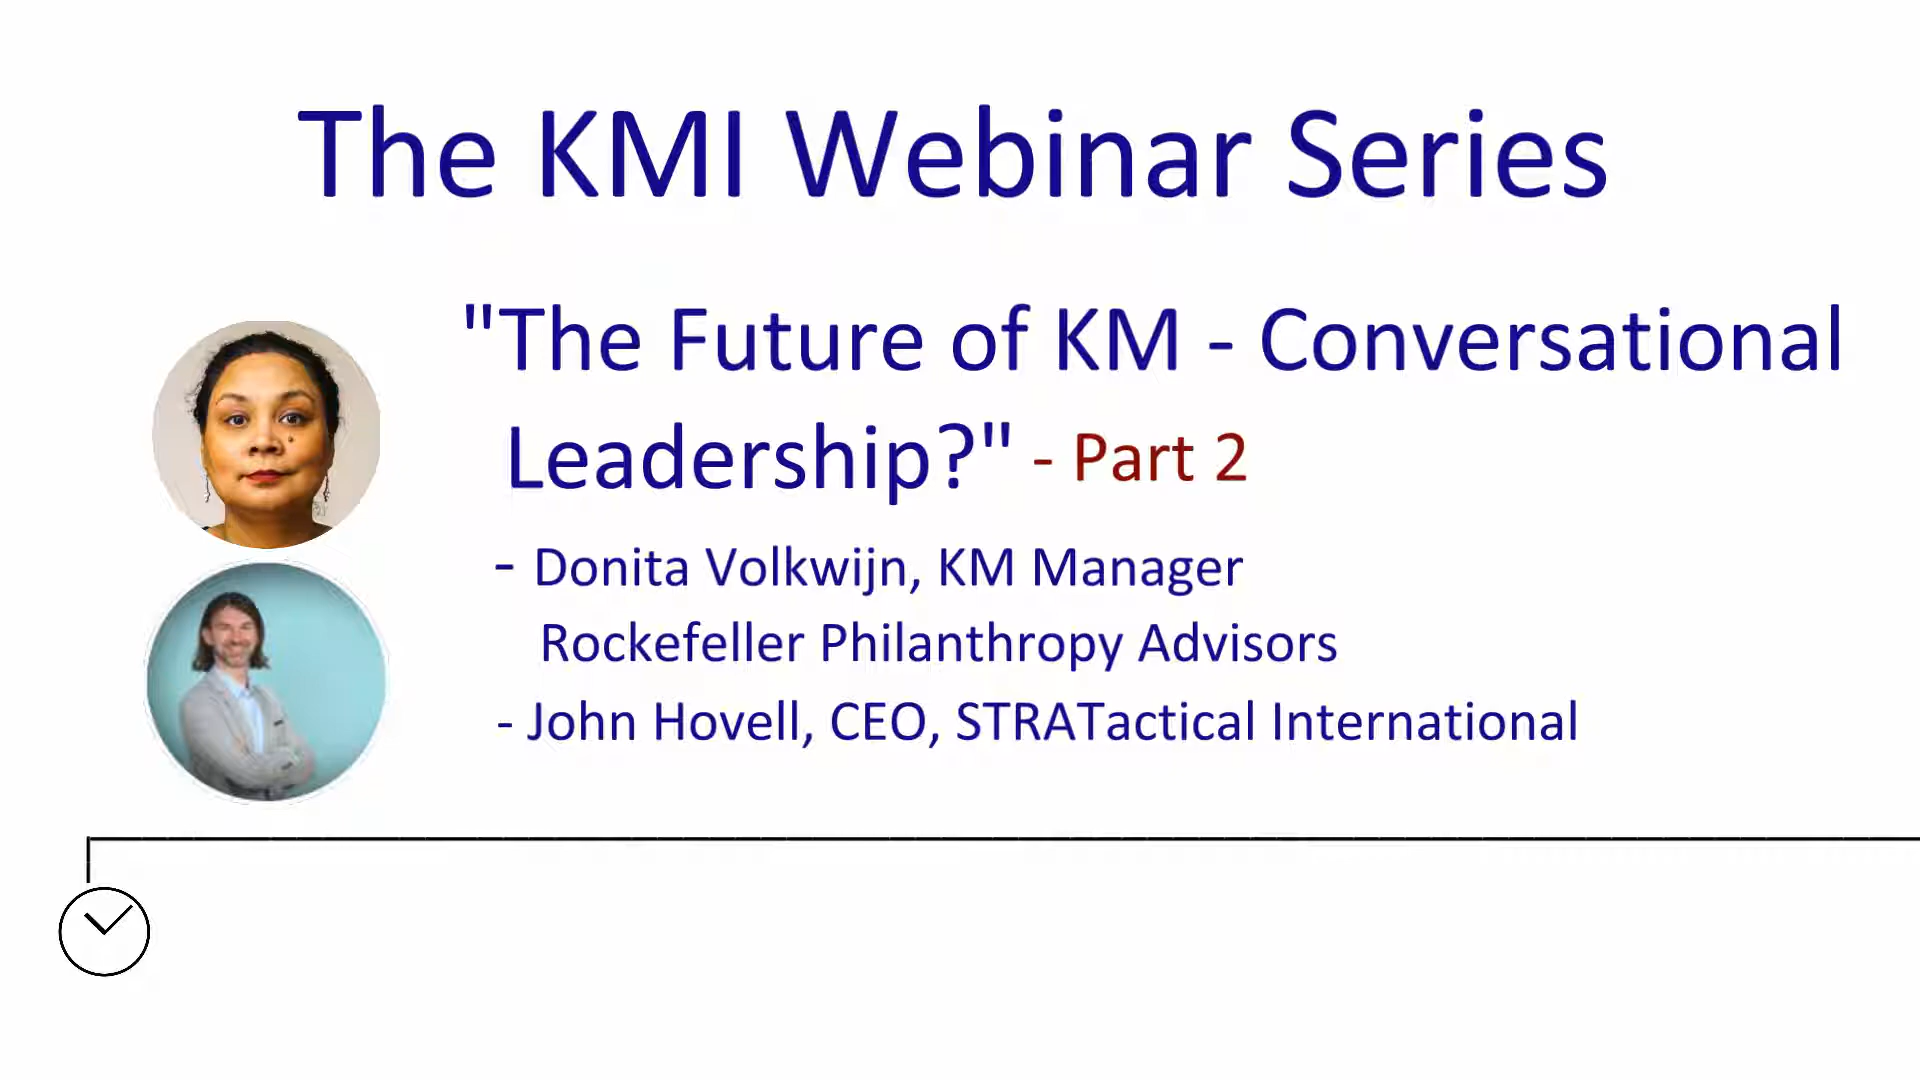 The KMI Webinar Series
"The Future of KM - Conversational
Leadership?" - Part 2
- Donita Volkwijn, KM Manager
Rockefeller Philanthropy Advisors
- John Hovell, CEO, STRATactical International